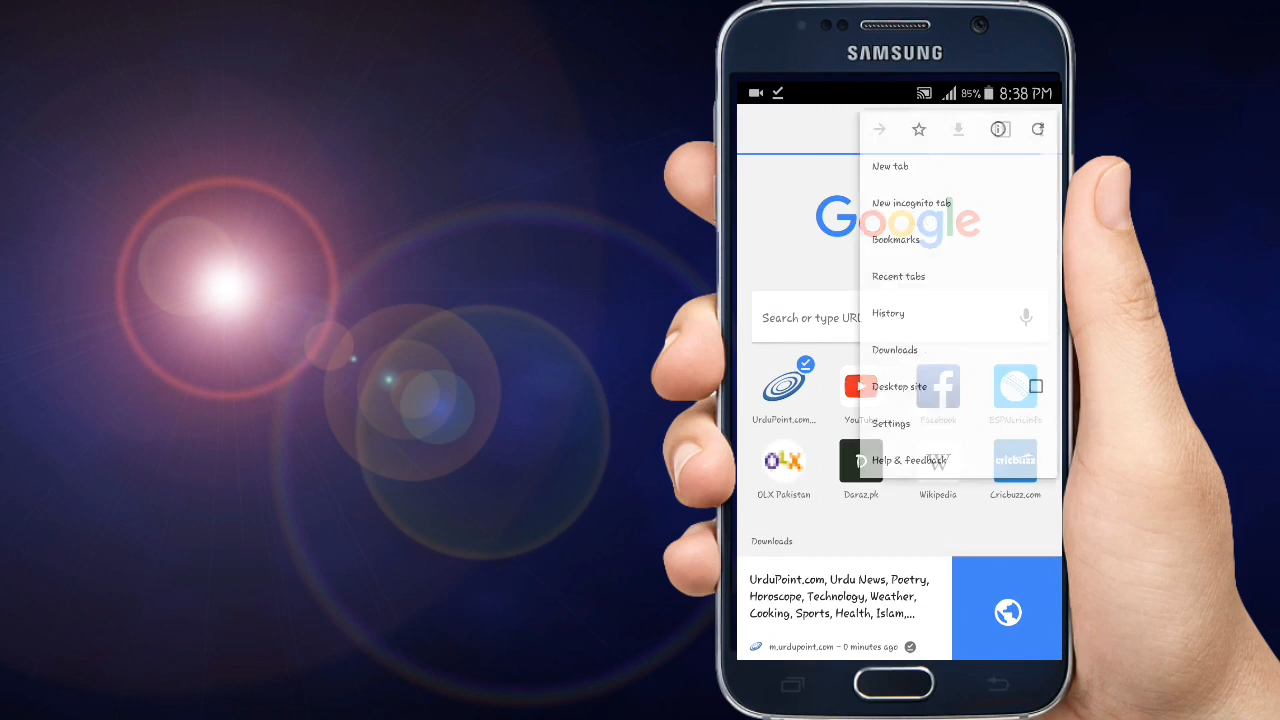 SAMSUNG
85% 8:38 PM
New tab
New incognito tab
Google
Bookmarks
Recent tabs
History
Search or type URL
Downloads
Desktop site
UrduPoint.com,...
YouTube
Facebook
ESPNcricinfo
Settings
Help & feedback
OLX
W
cricbuzz
OLX Pakistan
Daraz.pk
Wikipedia
Cricbuzz.com
Downloads
UrduPoint.com, Urdu News, Poetry,
Horoscope, Technology, Weather,
Cooking, Sports, Health, Islam,...
m.urdupoint.com - 0 minutes ago